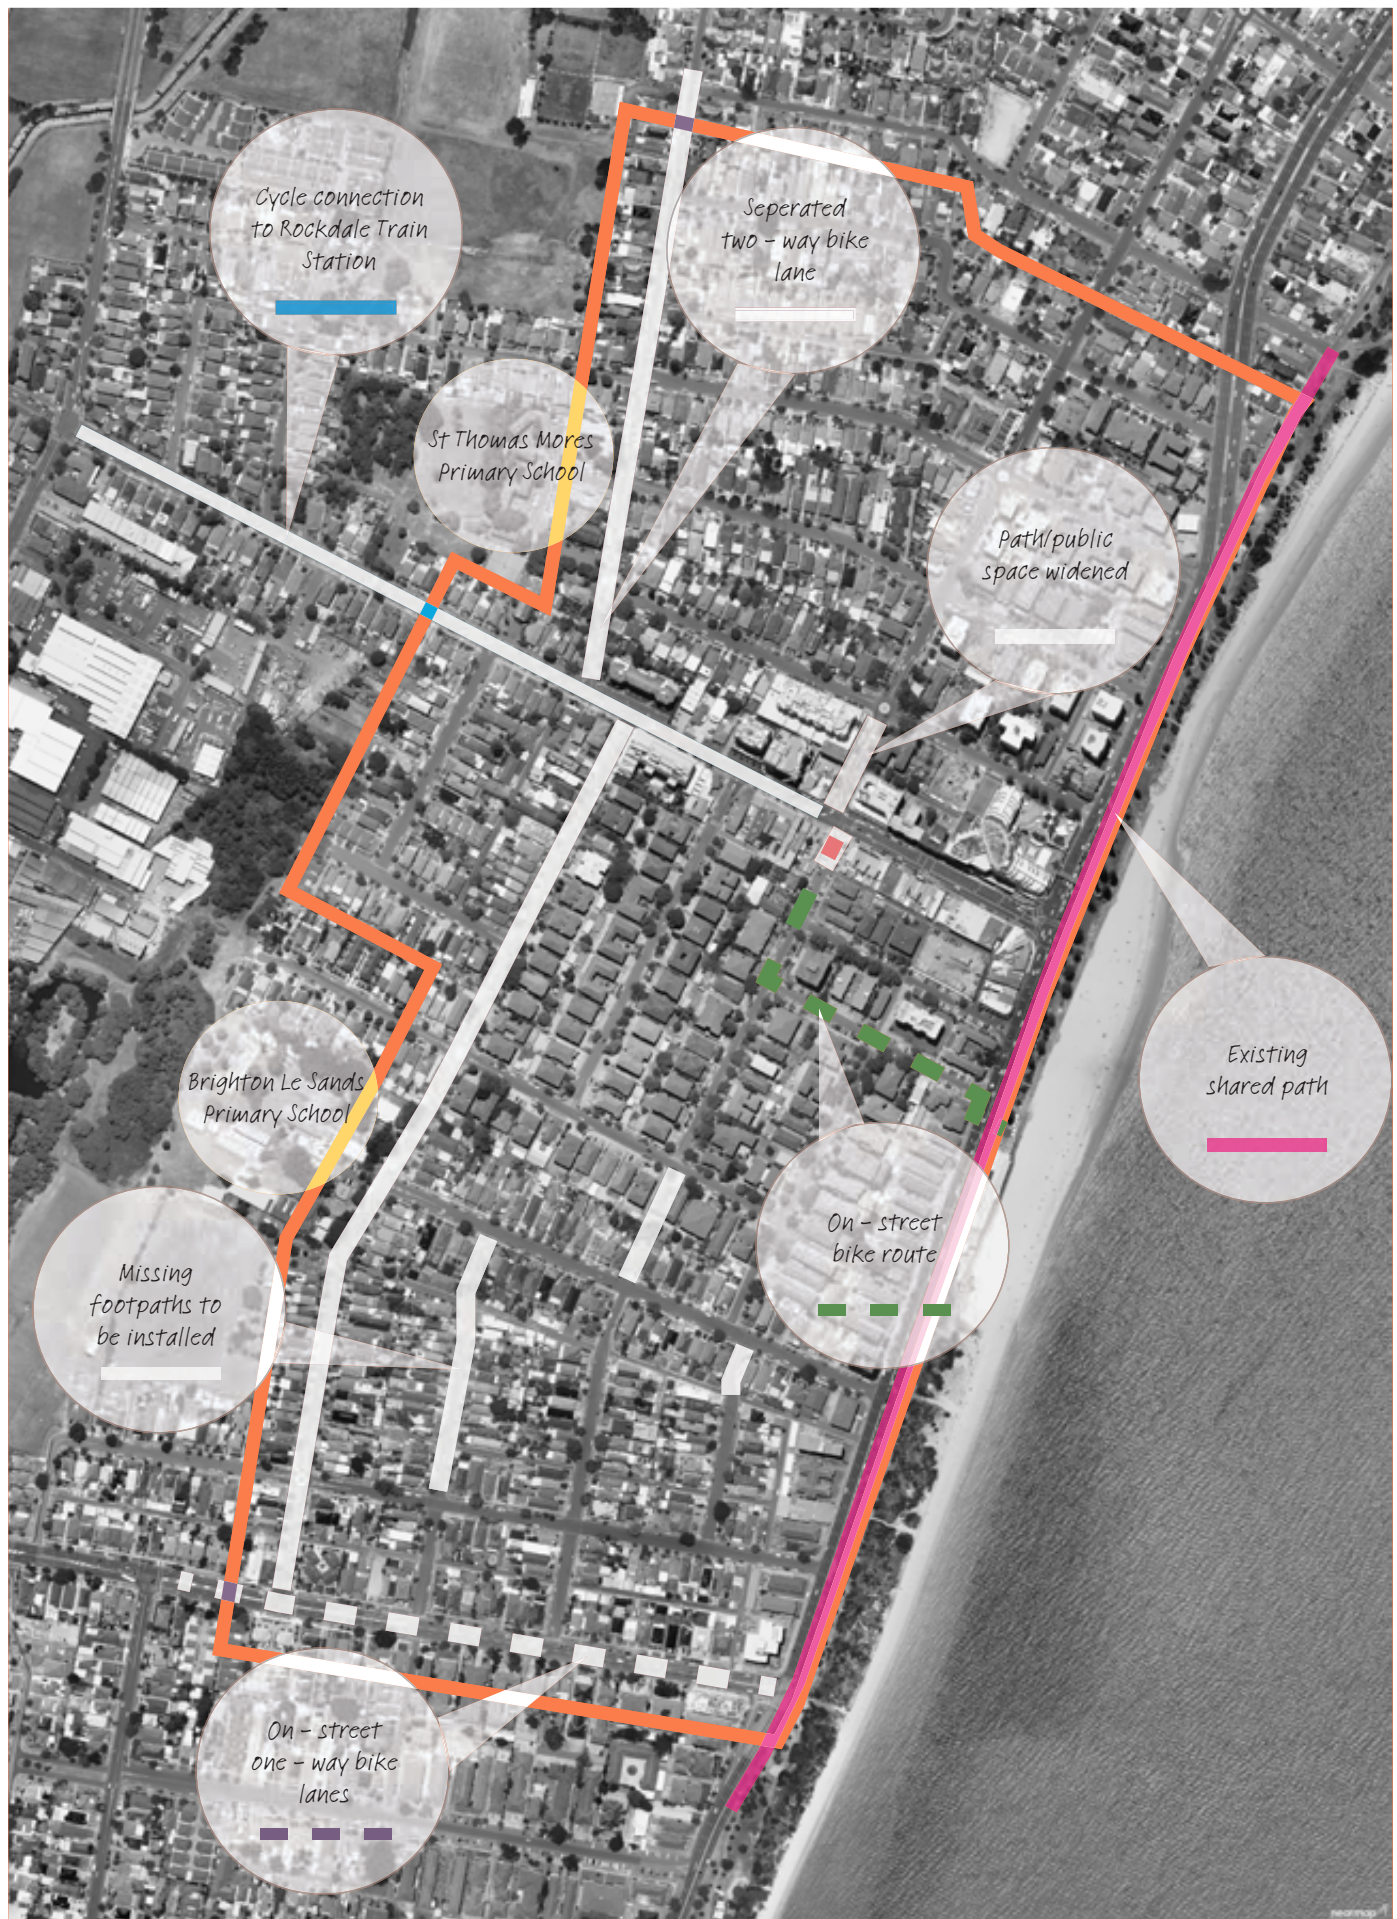 Cycle connection
to Rockdale Train
Station
Seperated
two - way bike
lane
St Thomas Mores
Primary School
Path/public
space widened
Existing
shared path
Brighton Le Sands
Primary School
On - street
bike route
Missing
footpaths to
be installed
On - street
one - way bike
lanes
nearmap